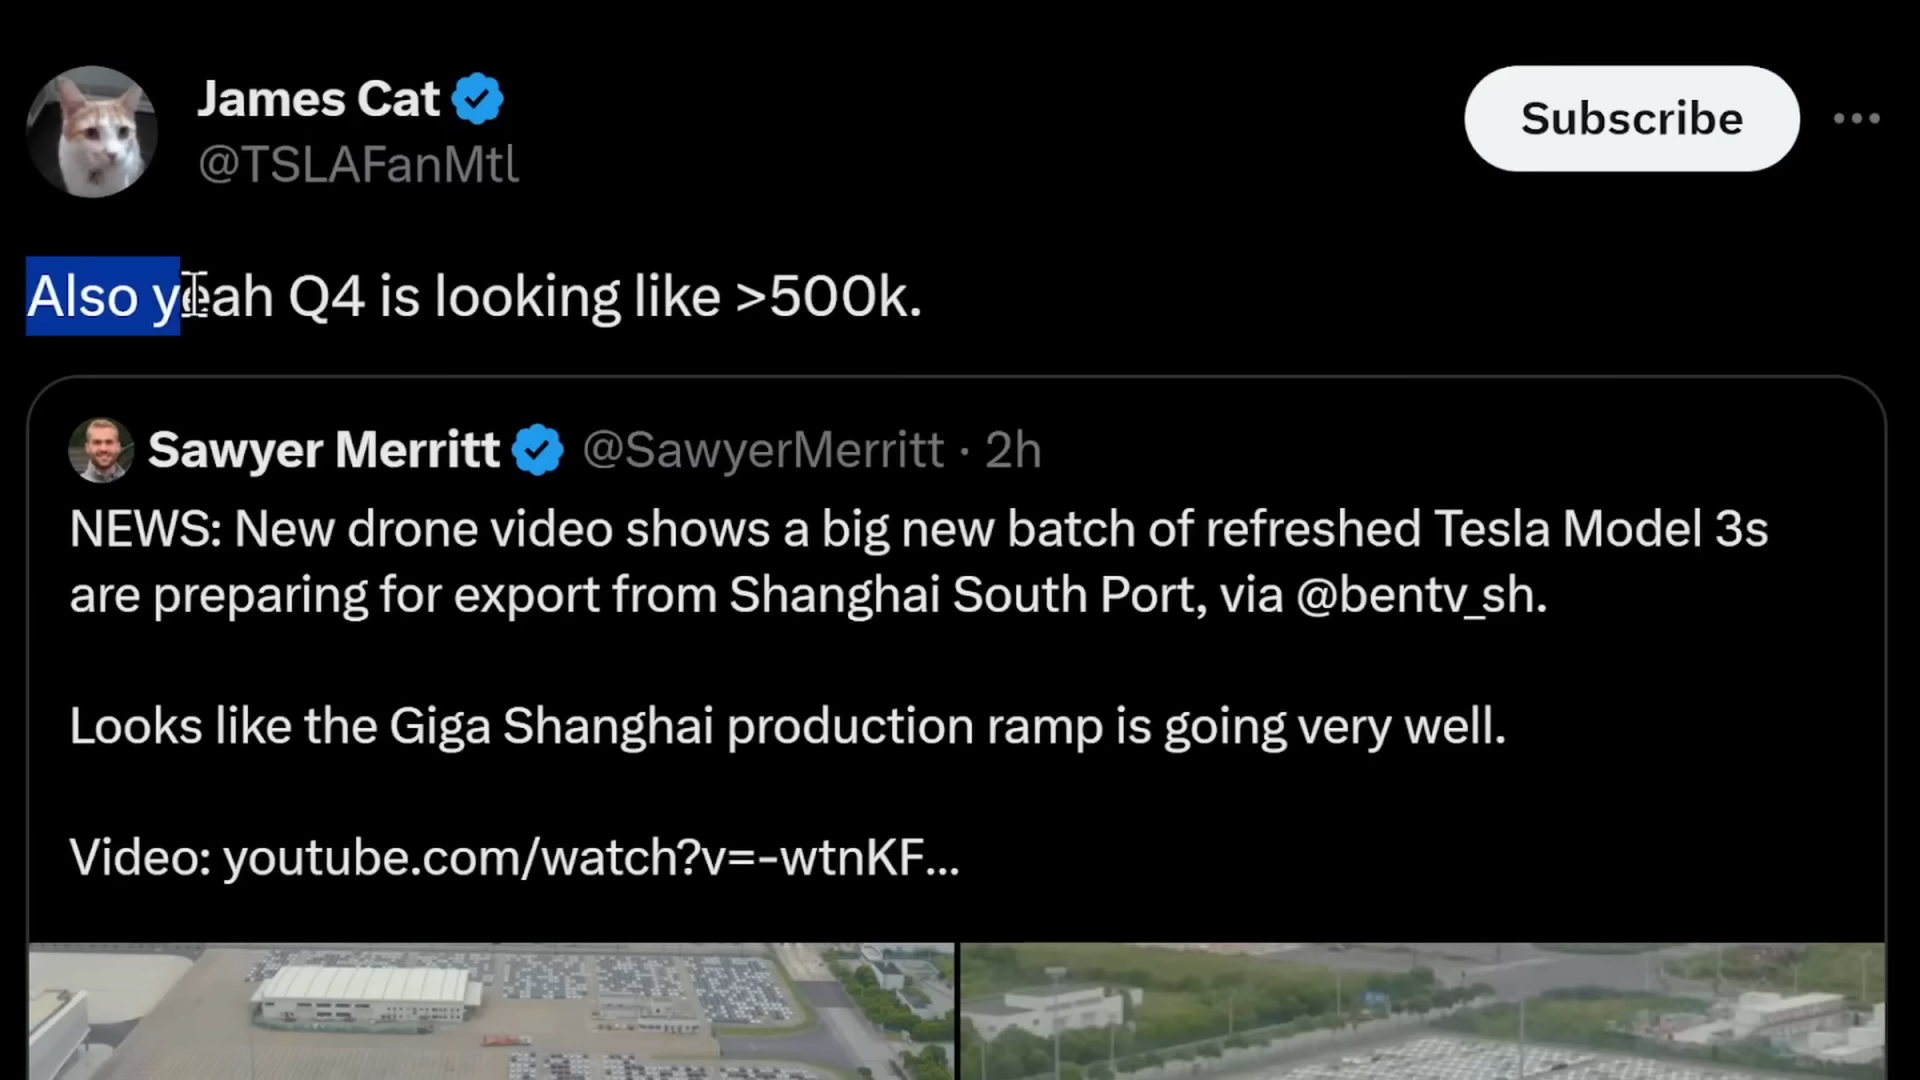 James Cat
@TSLAFanMtl
Subscribe
Also yeah Q4 is looking like >500k.
Sawyer Merritt @SawyerMerritt · 2h
NEWS: New drone video shows a big new batch of refreshed Tesla Model 3s
are preparing for export from Shanghai South Port, via @bentv_sh.
Looks like the Giga Shanghai production ramp is going very well.
Video: youtube.com/watch?v=-wtnKF...